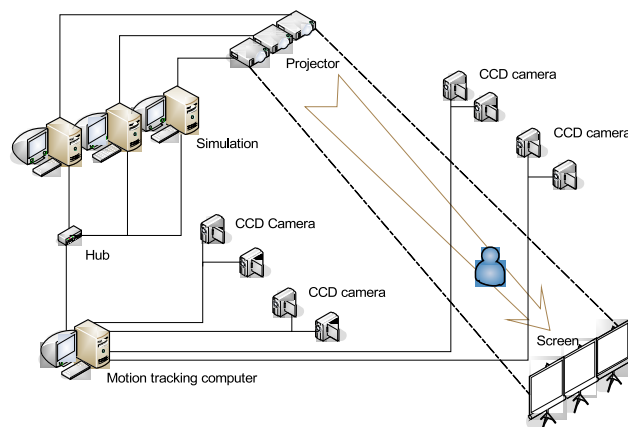 Projector
CCD camera
CCD camera
Simulation
CCD Camera
Hub
CCD camera
Screen
Motion tracking computer